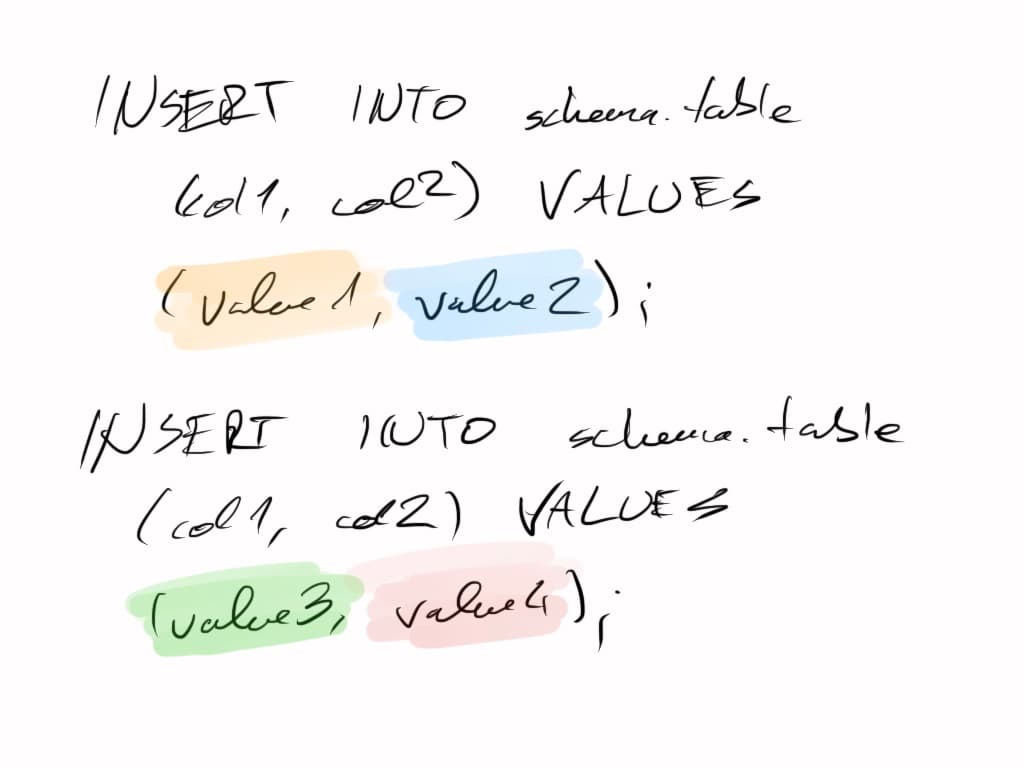 INSERT INTO schema.table
(col1, col2) VALUES
(value1, value2);
INSERT INTO schema.table
(col1, col2) VALUES
(value3, value4);